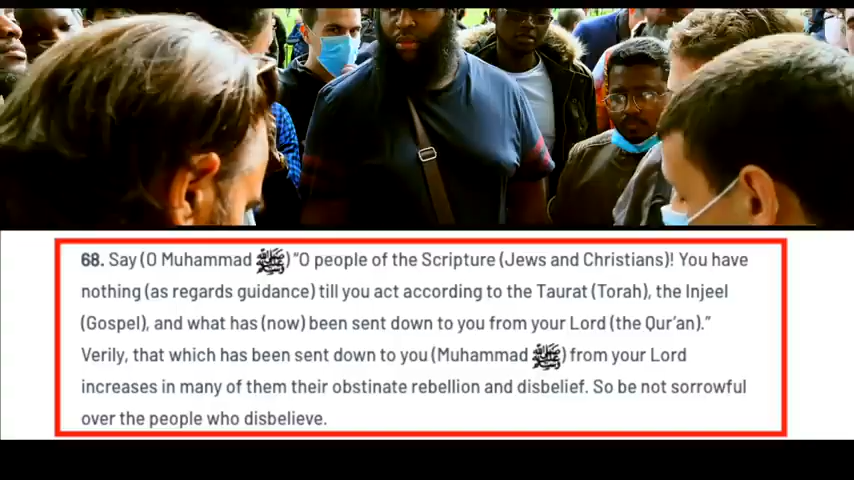 68. Say (O Muhammad ﷺ) “O people of the Scripture (Jews and Christians)! You have
nothing (as regards guidance) till you act according to the Taurat (Torah), the Injeel
(Gospel), and what has (now) been sent down to you from your Lord (the Qur’an).”
Verily, that which has been sent down to you (Muhammad ﷺ) from your Lord
increases in many of them their obstinate rebellion and disbelief. So be not sorrowful
over the people who disbelieve.